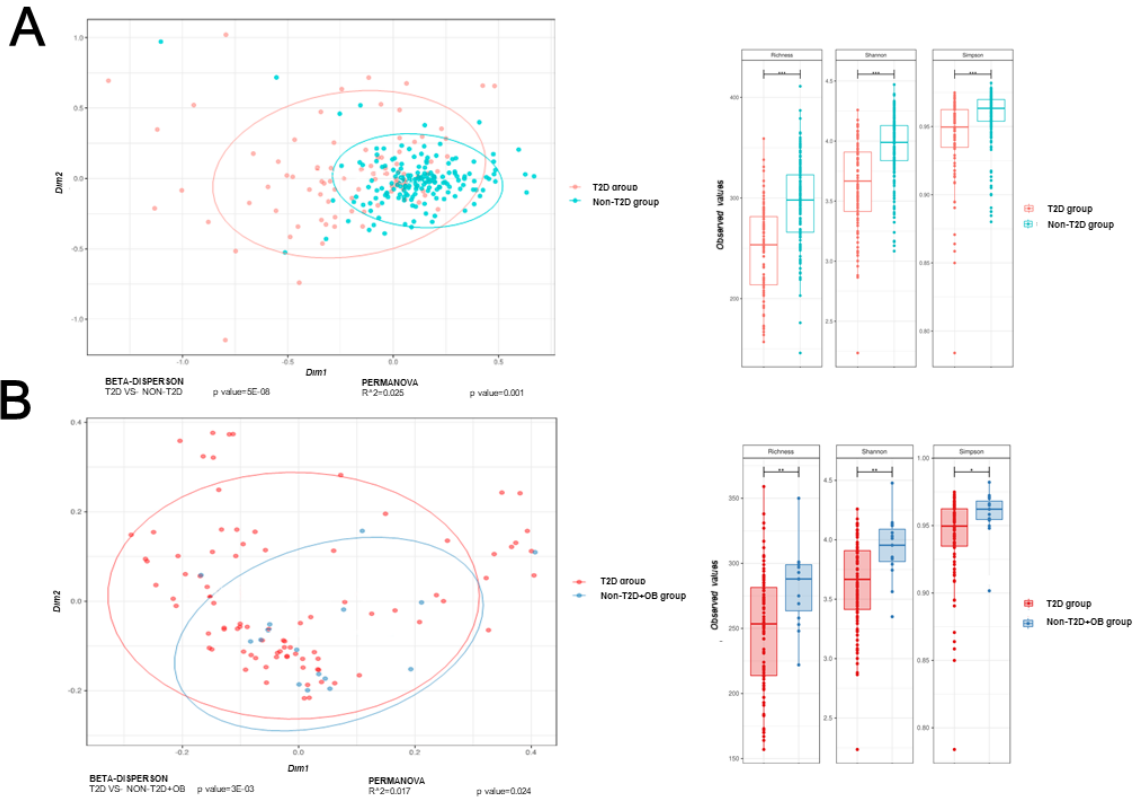 A
1.0
0.5
0.0
-0.5
-1.0
Dim2
-1.0
-0.5
0.0
0.5
Dim1
T2D group
Non-T2D group
BETA-DISPERSON
T2D VS- NON-T2D p value=5E-08
PERMANOVA
R^2=0.025 p value=0.001
Richness
Shannon
Simpson
***
***
***
400
300
200
4.5
4.0
3.5
3.0
2.5
0.95
0.90
0.85
0.80
Observed values
T2D group
Non-T2D group
B
0.4
0.2
0.0
-0.2
Dim2
-0.2
0.0
0.2
0.4
Dim1
T2D group
Non-T2D+OB group
BETA-DISPERSON
T2D VS- NON-T2D+OB p value=3E-03
PERMANOVA
R^2=0.017 p value=0.024
Richness
Shannon
Simpson
**
**
*
350
300
250
200
150
4.5
4.0
3.5
3.0
2.5
1.00
0.95
0.90
0.85
0.80
Observed values
T2D group
Non-T2D+OB group